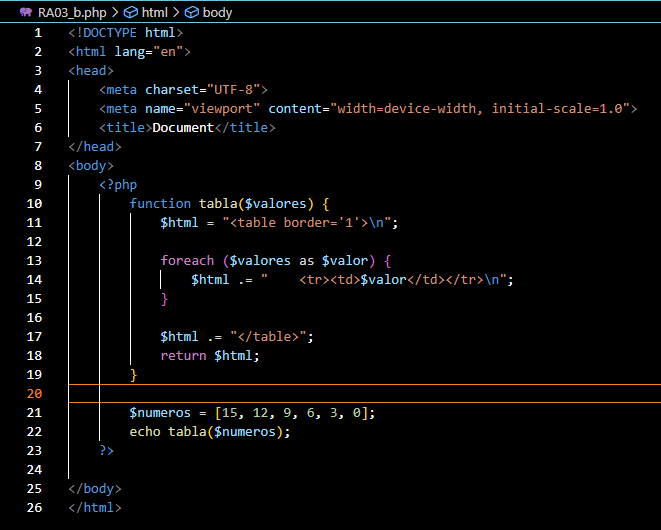 RA03_b.php > html > body
1 <!DOCTYPE html>
2 <html lang="en">
3 <head>
4     <meta charset="UTF-8">
5     <meta name="viewport" content="width=device-width, initial-scale=1.0">
6     <title>Document</title>
7 </head>
8 <body>
9     <?php
10         function tabla($valores) {
11             $html = "<table border='1'>\n";
12
13             foreach ($valores as $valor) {
14                 $html .= "    <tr><td>$valor</td></tr>\n";
15             }
16
17             $html .= "</table>";
18             return $html;
19         }
20
21         $numeros = [15, 12, 9, 6, 3, 0];
22         echo tabla($numeros);
23     ?>
24
25 </body>
26 </html>